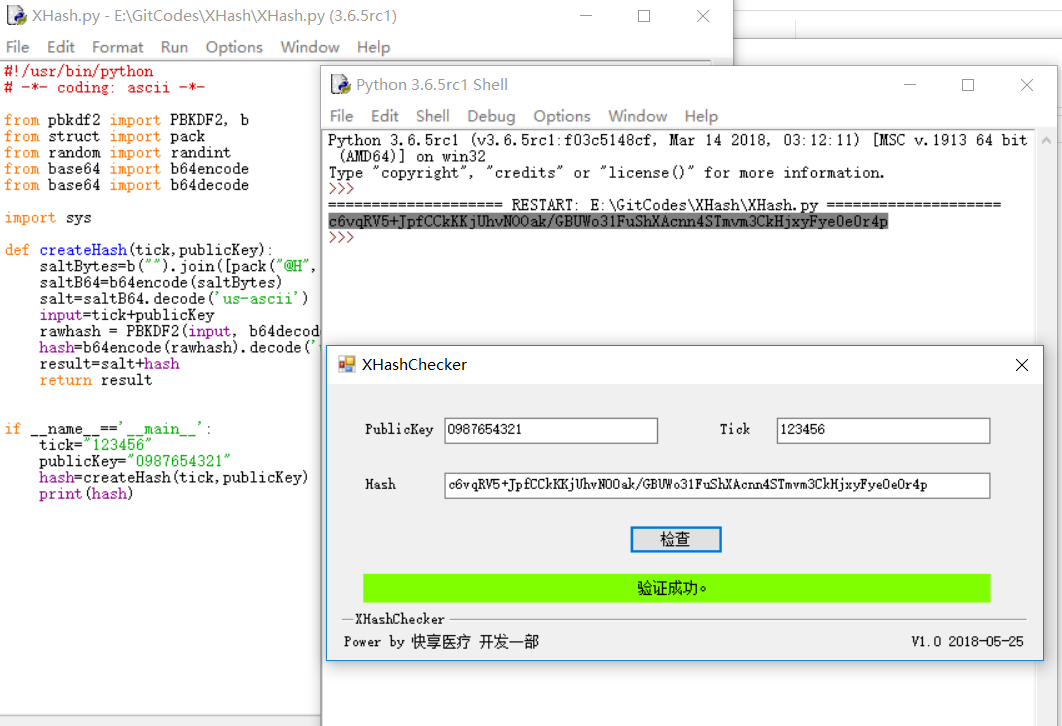 XHash.py - E:\GitCodes\XHash\XHash.py (3.6.5rc1)
File Edit Format Run Options Window Help
#!/usr/bin/python
# -*- coding: ascii -*-
from pbkdf2 import PBKDF2, b
from struct import pack
from random import randint
from base64 import b64encode
from base64 import b64decode
import sys
def createHash(tick,publicKey):
saltBytes=b("").join([pack("@H",
saltB64=b64encode(saltBytes)
salt=saltB64.decode('us-ascii')
input=tick+publicKey
rawhash = PBKDF2(input, b64decod
hash=b64encode(rawhash).decode('
result=salt+hash
return result
if __name__=='__main__':
tick="123456"
publicKey="0987654321"
hash=createHash(tick,publicKey)
print(hash)
Python 3.6.5rc1 Shell
File Edit Shell Debug Options Window Help
Python 3.6.5rc1 (v3.6.5rc1:f03c5148cf, Mar 14 2018, 03:12:11) [MSC v.1913 64 bit
(AMD64)] on win32
Type "copyright", "credits" or "license()" for more information.
>>>
==================== RESTART: E:\GitCodes\XHash\XHash.py ====================
c6vqRV5+JpfCCkKKjUhvNOOak/GBUWo31FuShXAcnn4STmvm3CkHjxyFye0e0r4p
>>>
XHashChecker
PublicKey 0987654321 Tick 123456
Hash c6vqRV5+JpfCCkKKjUhvNOOak/GBUWo31FuShXAcnn4STmvm3CkHjxyFye0e0r4p
检查
验证成功。
XHashChecker
Power by 快享医疗 开发一部 V1.0 2018-05-25